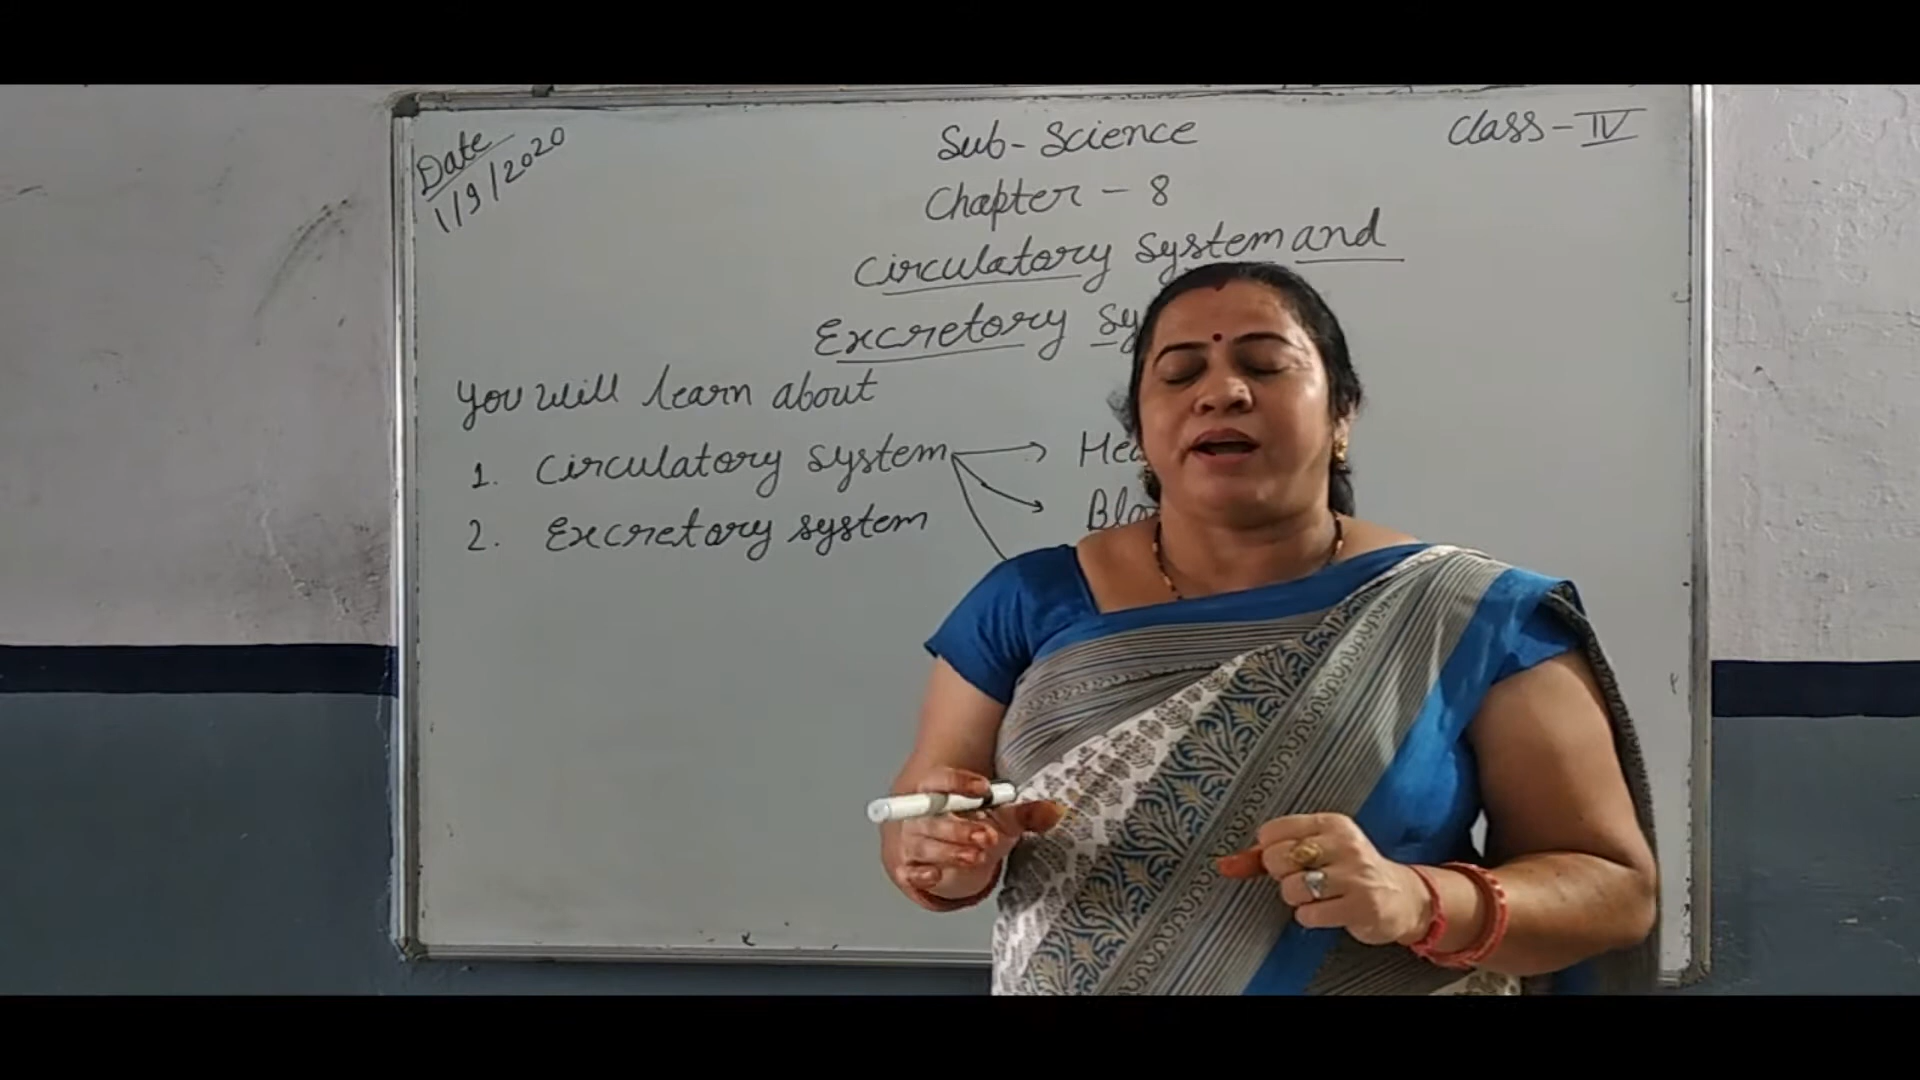 Date
1/9/2020
Sub- Science
Class - IV
Chapter - 8
Circulatory System and
Excretory
You will learn about
1. Circulatory system
2. Excretory system